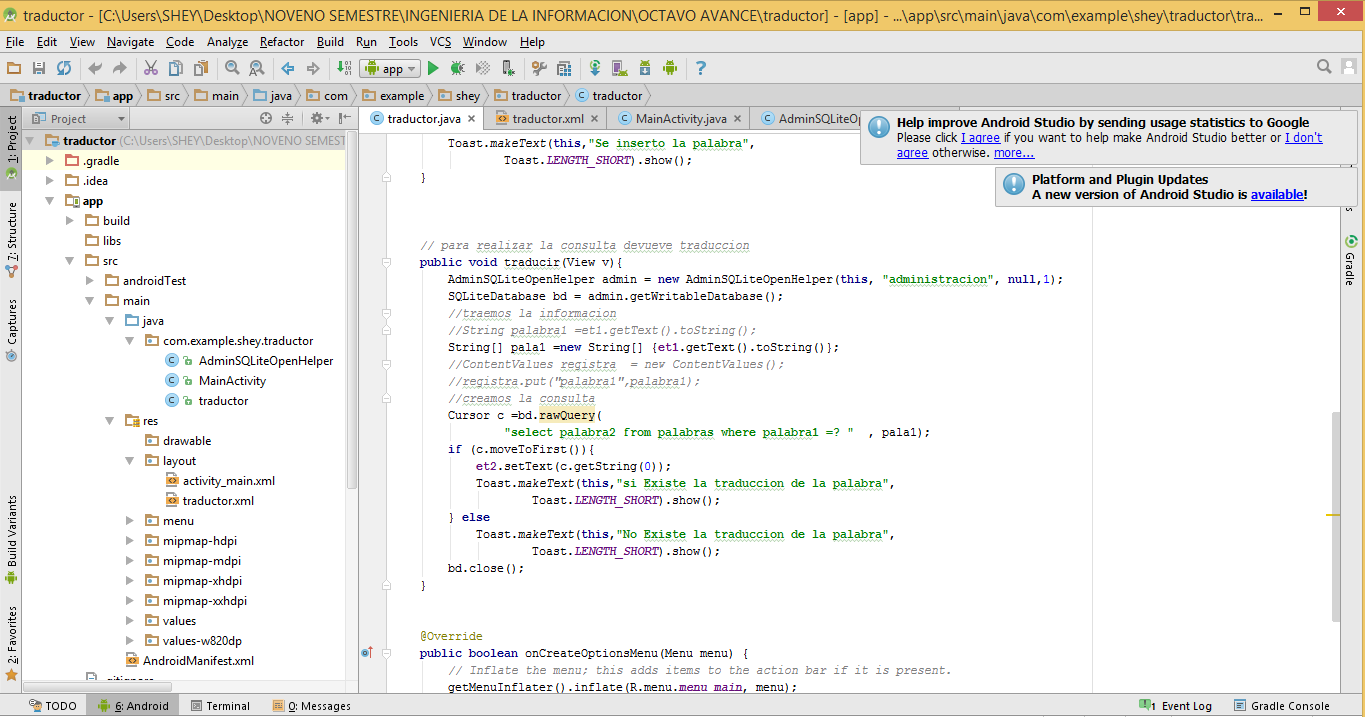 traductor - [C:\Users\SHEY\Desktop\NOVENO SEMESTRE\INGENIERIA DE LA INFORMACION\OCTAVO AVANCE\traductor] - [app] - ...\app\src\main\java\com\example\shey\traductor\tra...
File Edit View Navigate Code Analyze Refactor Build Run Tools VCS Window Help
app
traductor app src main java com example shey traductor traductor
1: Project
Z: Structure
Captures
Build Variants
2: Favorites
Project
traductor (C:\Users\SHEY\Desktop\NOVENO SEMEST
.gradle
.idea
app
build
libs
src
androidTest
main
java
com.example.shey.traductor
AdminSQLiteOpenHelper
MainActivity
traductor
res
drawable
layout
activity_main.xml
traductor.xml
menu
mipmap-hdpi
mipmap-mdpi
mipmap-xhdpi
mipmap-xxhdpi
values
values-w820dp
AndroidManifest.xml
traductor.java traductor.xml MainActivity.java AdminSQLiteOp
Help improve Android Studio by sending usage statistics to Google
Please click I agree if you want to help make Android Studio better or I don't
agree otherwise. more...
Platform and Plugin Updates
A new version of Android Studio is available!
Toast.makeText(this,"Se inserto la palabra",
Toast.LENGTH_SHORT).show();
}
// para realizar la consulta devueve traduccion
public void traducir(View v){
AdminSQLiteOpenHelper admin = new AdminSQLiteOpenHelper(this, "administracion", null,1);
SQLiteDatabase bd = admin.getWritableDatabase();
//traemos la informacion
//String palabra1 =et1.getText().toString();
String[] pala1 =new String[] {et1.getText().toString()};
//ContentValues registra  = new ContentValues();
//registra.put("palabra1",palabra1);
//creamos la consulta
Cursor c =bd.rawQuery(
"select palabra2 from palabras where palabra1 =? "  , pala1);
if (c.moveToFirst()){
et2.setText(c.getString(0));
Toast.makeText(this,"si Existe la traduccion de la palabra",
Toast.LENGTH_SHORT).show();
} else
Toast.makeText(this,"No Existe la traduccion de la palabra",
Toast.LENGTH_SHORT).show();
bd.close();
}
@Override
public boolean onCreateOptionsMenu(Menu menu) {
// Inflate the menu; this adds items to the action bar if it is present.
getMenuInflater().inflate(R.menu.menu_main, menu);
Gradle
TODO 6: Android Terminal 0: Messages 1 Event Log Gradle Console